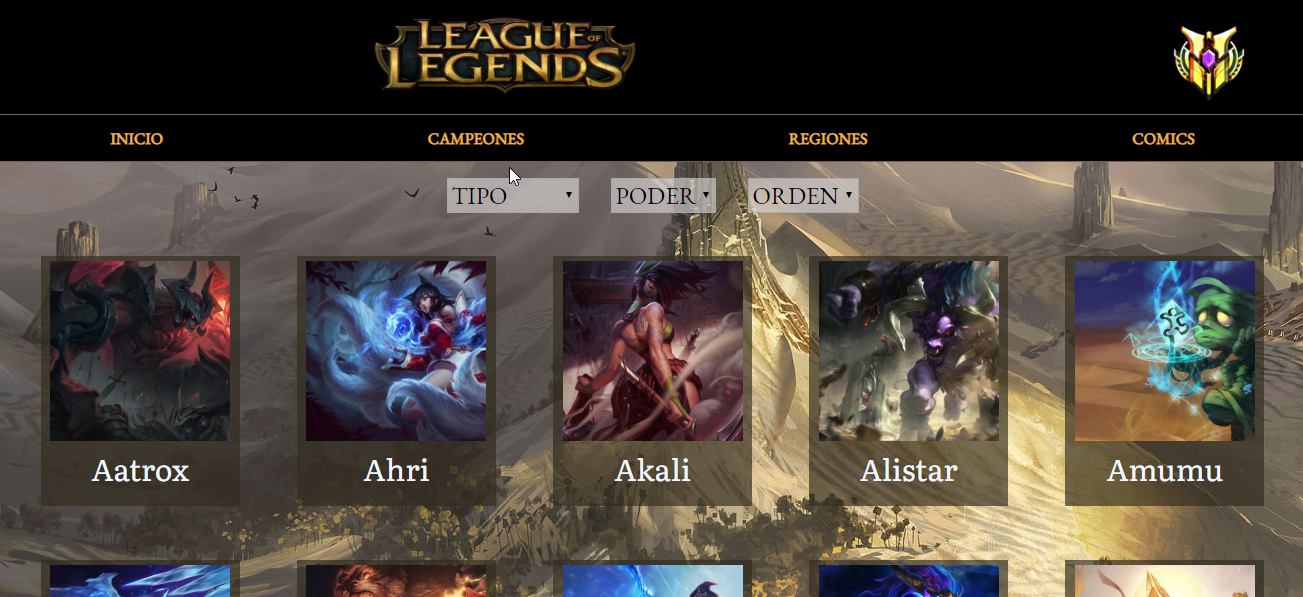 LEAGUE OF
LEGENDS
INICIO CAMPEONES REGIONES COMICS
TIPO PODER ORDEN
Aatrox Ahri Akali Alistar Amumu